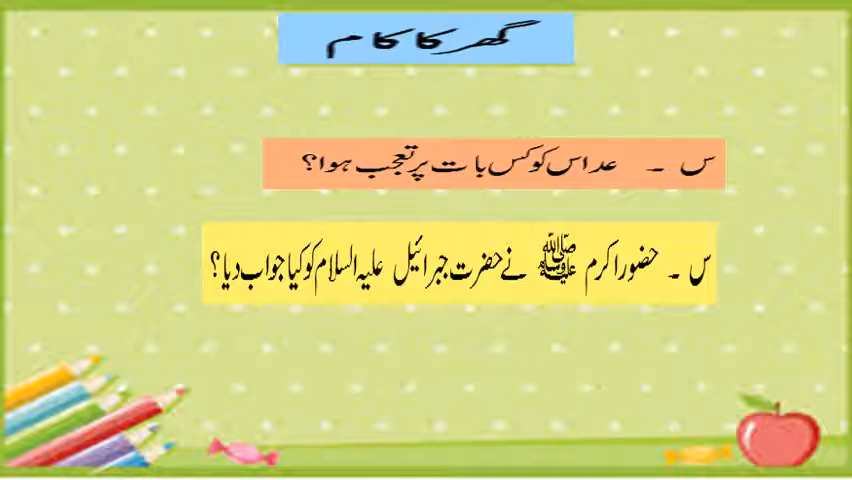 گھر کا کام
س ۔ عداس کو کس بات پر تعجب ہوا؟
س ۔ حضور اکرم ﷺ نے حضرت جبرائیل علیہ السلام کو کیا جواب دیا؟